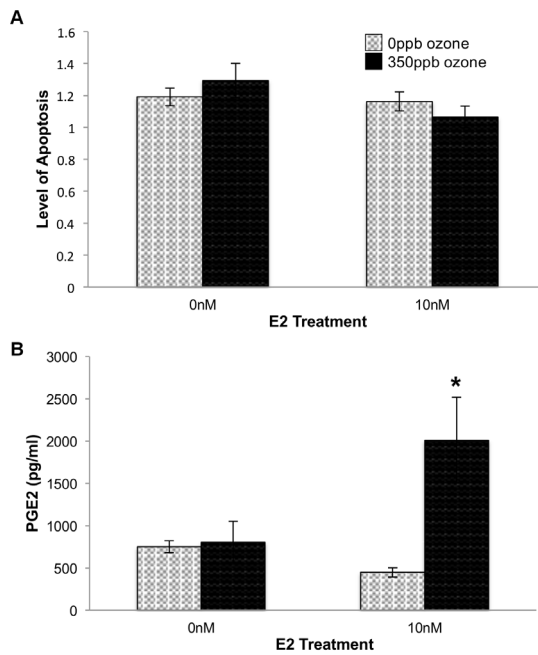 A
Level of Apoptosis
1.6
1.4
1.2
1
0.8
0.6
0.4
0.2
0
0ppb ozone
350ppb ozone
0nM
10nM
E2 Treatment
B
PGE2 (pg/ml)
3000
2500
2000
1500
1000
500
0
*
0nM
10nM
E2 Treatment